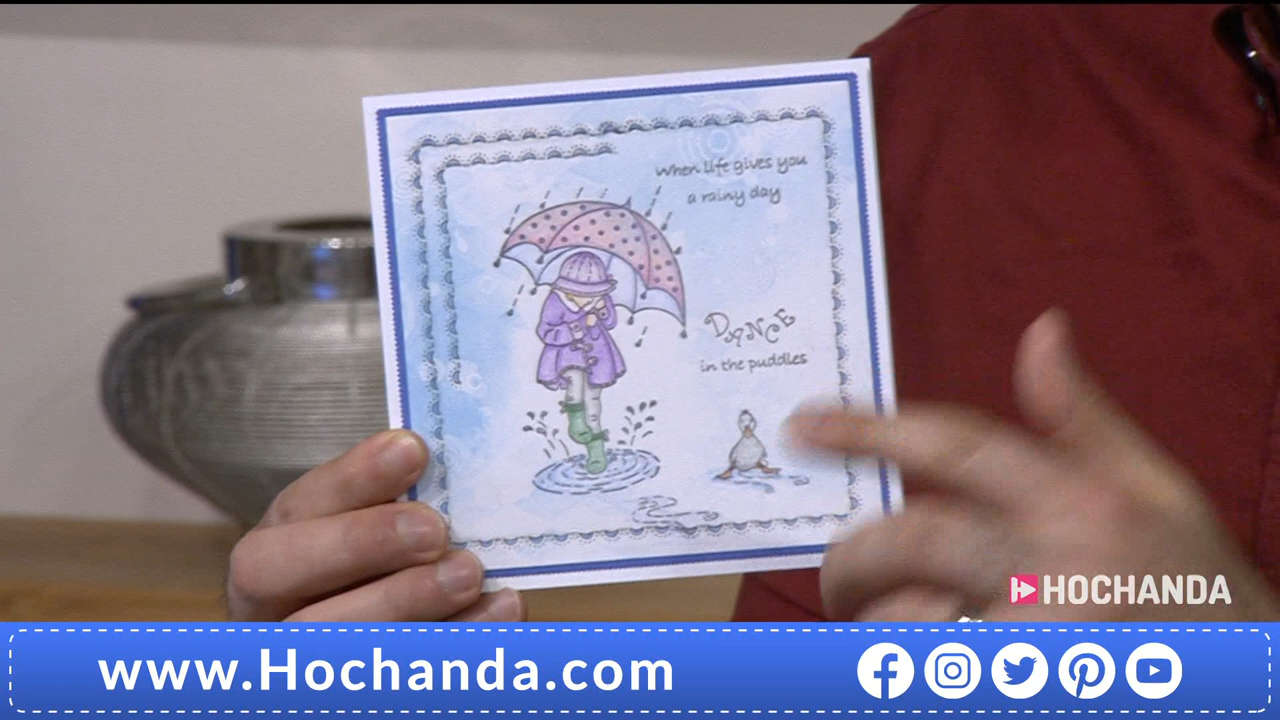 when life gives you
a rainy day
DANCE
in the puddles
HOCHANDA
www.Hochanda.com